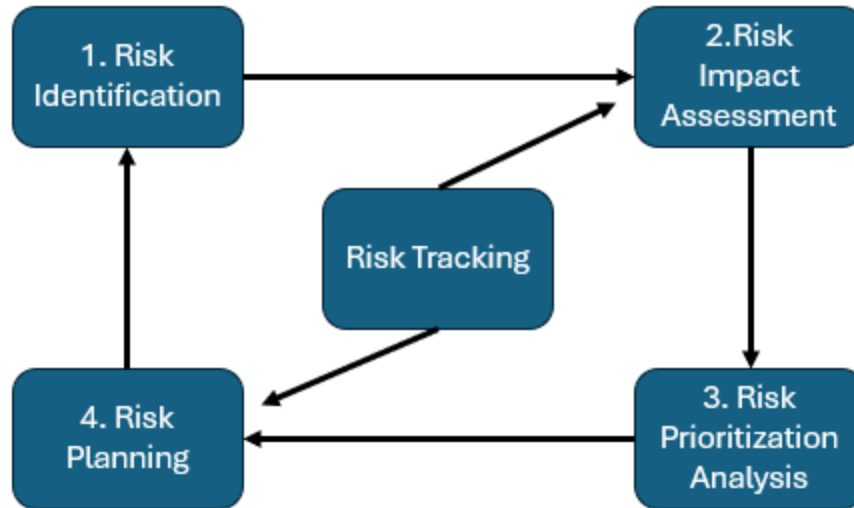 1. Risk
Identification
2.Risk
Impact
Assessment
Risk Tracking
4. Risk
Planning
3. Risk
Prioritization
Analysis